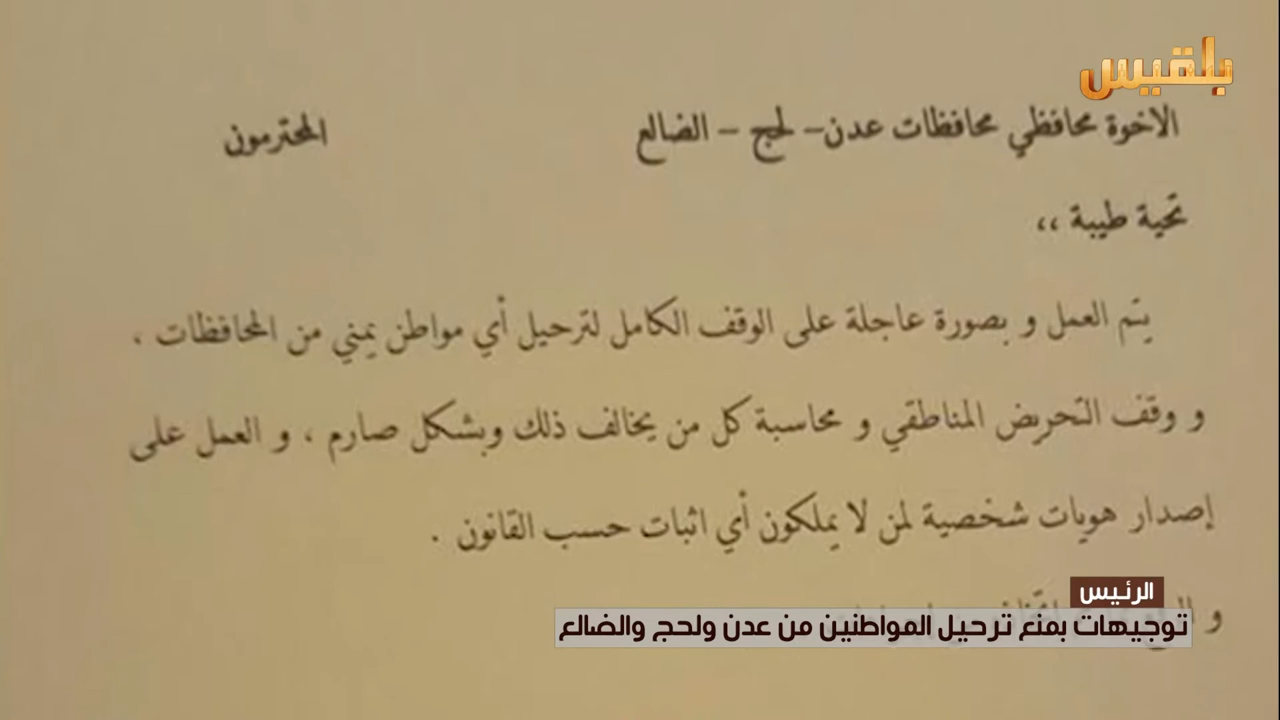 بلقيس
الاخوة محافظي محافظات عدن- لحج - الضالع المحترمون
تحية طيبة ،،
يتم العمل و بصورة عاجلة على الوقف الكامل لترحيل أي مواطن يمني من المحافظات ،
و وقف التحريض المناطقي و محاسبة كل من يخالف ذلك وبشكل صارم ، و العمل على
إصدار هويات شخصية لمن لا يملكون أي اثبات حسب القانون .
و
الرئيس
توجيهات بمنع ترحيل المواطنين من عدن ولحج والضالع